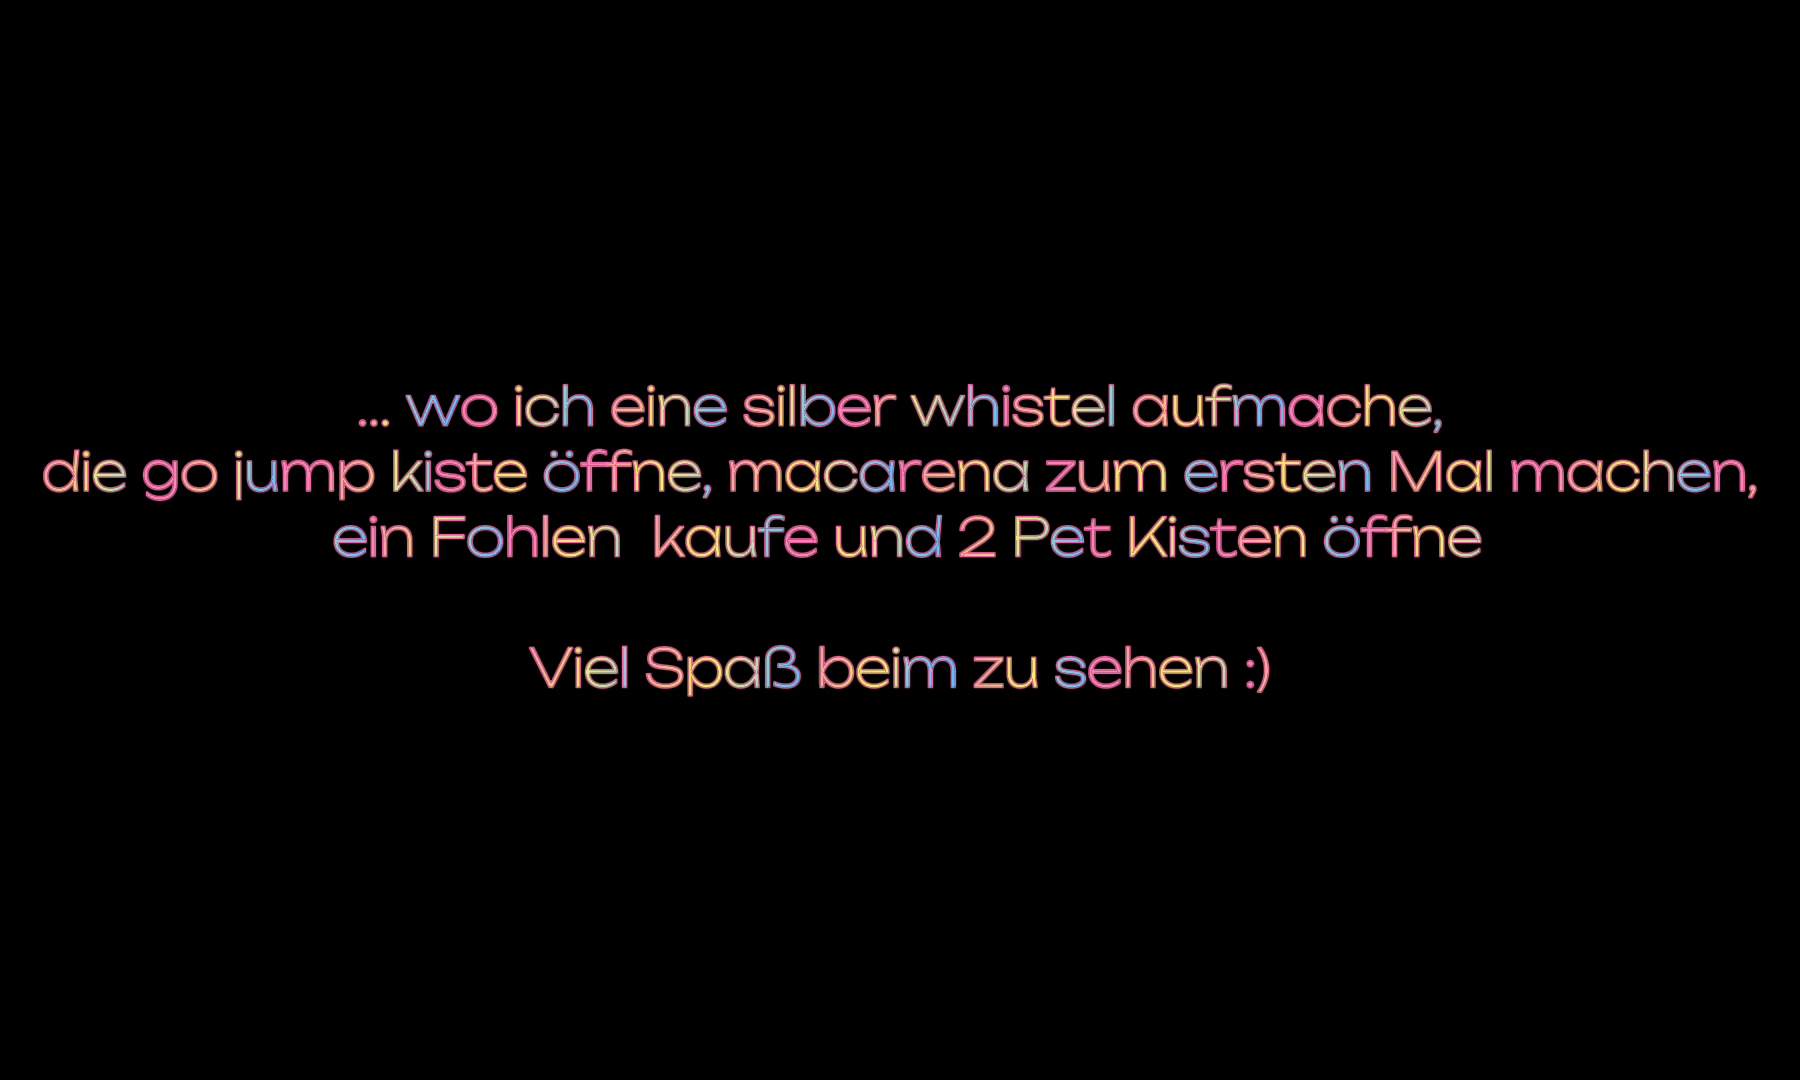 ... wo ich eine silber whistel aufmache,
die go jump kiste öffne, macarena zum ersten Mal machen,
ein Fohlen  kaufe und 2 Pet Kisten öffne
Viel Spaß beim zu sehen :)